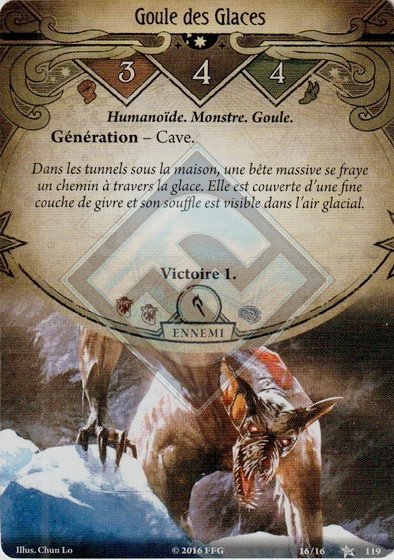 Goule des Glaces
3 4 4
Humanoïde. Monstre. Goule.
Génération – Cave.
Dans les tunnels sous la maison, une bête massive se fraye
un chemin à travers la glace. Elle est couverte d'une fine
couche de givre et son souffle est visible dans l'air glacial.
Victoire 1.
ENNEMI
Illus. Chun Lo © 2016 FFG 16/16 119